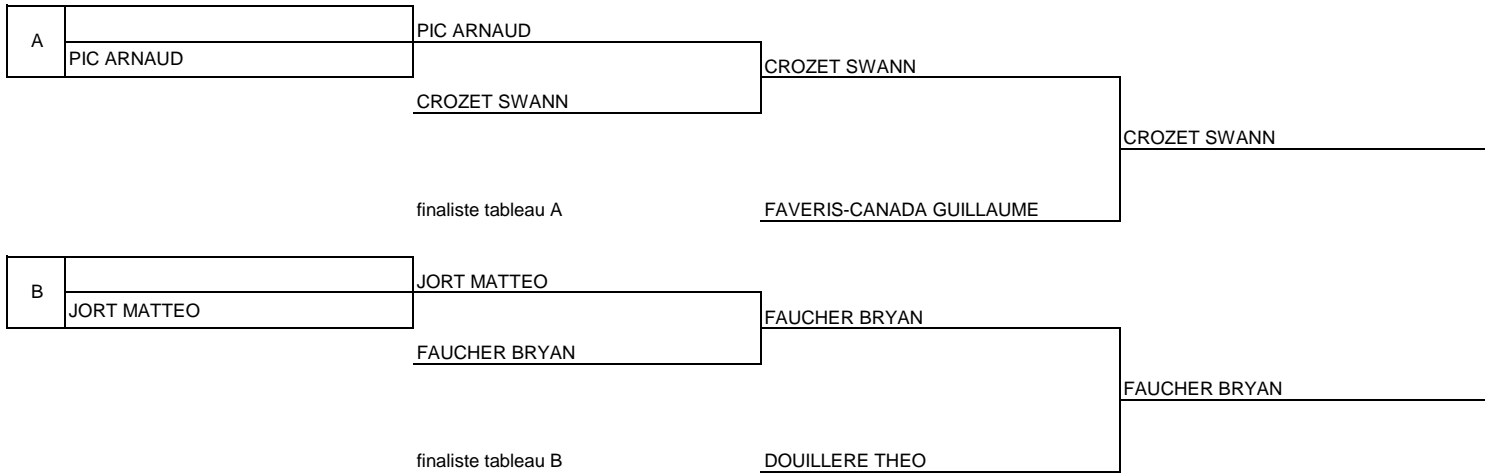 A
PIC ARNAUD
PIC ARNAUD
CROZET SWANN
CROZET SWANN
CROZET SWANN
finaliste tableau A
FAVERIS-CANADA GUILLAUME
B
JORT MATTEO
JORT MATTEO
FAUCHER BRYAN
FAUCHER BRYAN
FAUCHER BRYAN
finaliste tableau B
DOUILLERE THEO